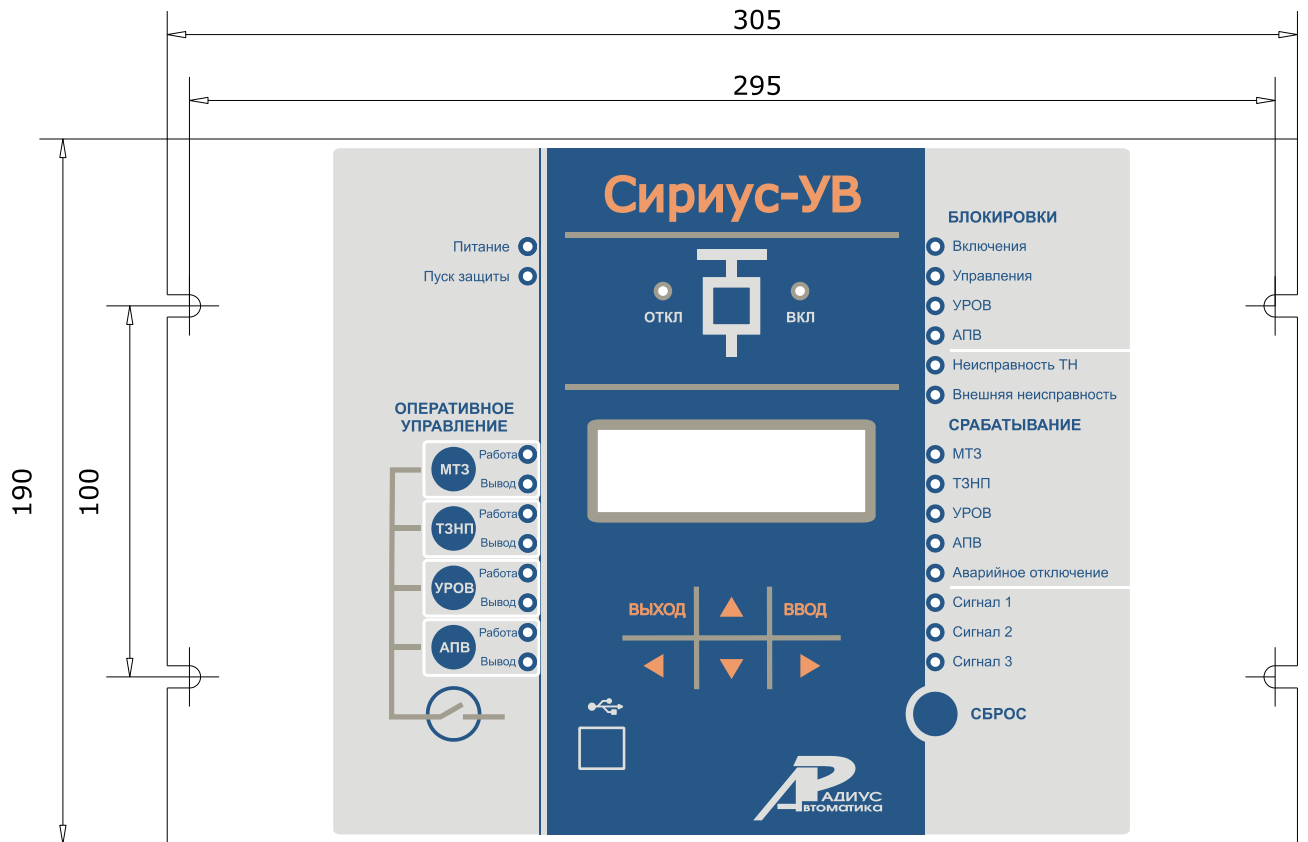 305
295
190
100
Сириус-УВ
Питание
Пуск защиты
ОТКЛ
ВКЛ
БЛОКИРОВКИ
Включения
Управления
УРОВ
АПВ
Неисправность ТН
Внешняя неисправность
СРАБАТЫВАНИЕ
МТЗ
ТЗНП
УРОВ
АПВ
Аварийное отключение
Сигнал 1
Сигнал 2
Сигнал 3
СБРОС
ОПЕРАТИВНОЕ
УПРАВЛЕНИЕ
МТЗ
Работа
Вывод
ТЗНП
Работа
Вывод
УРОВ
Работа
Вывод
АПВ
Работа
Вывод
ВЫХОД
ВВОД
РАДИУС
Автоматика